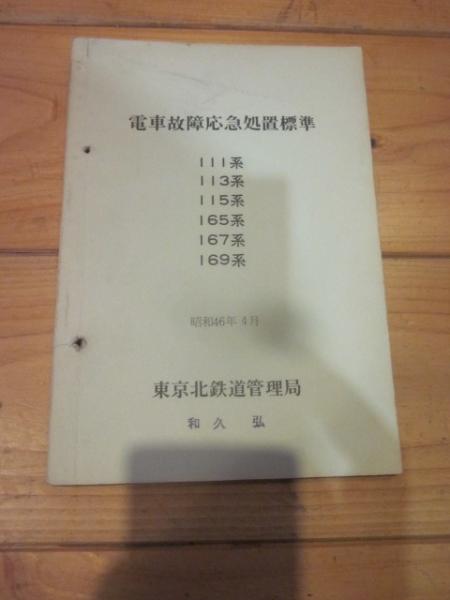 電車故障応急処置標準
111系
113系
115系
165系
167系
169系
昭和46年4月
東京北鉄道管理局
和久 弘